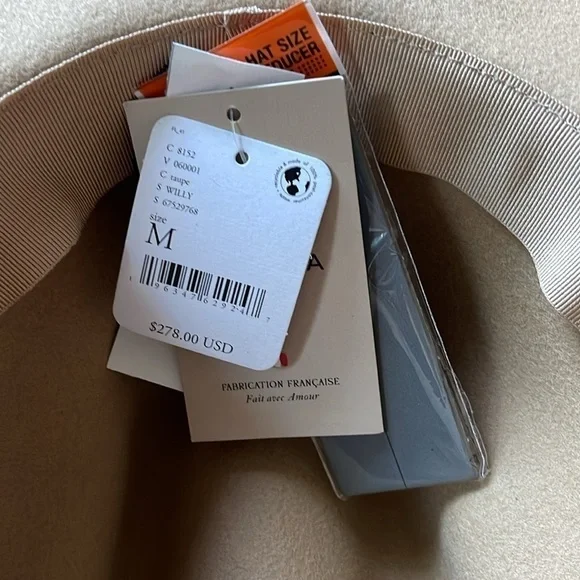 HAT SIZE
DUCER
C 8152
V 060001
C taupe
S WILLY
S 67529768
size
M
$278.00 USD
A
FABRICATION FRANÇAISE
Fait avec Amour